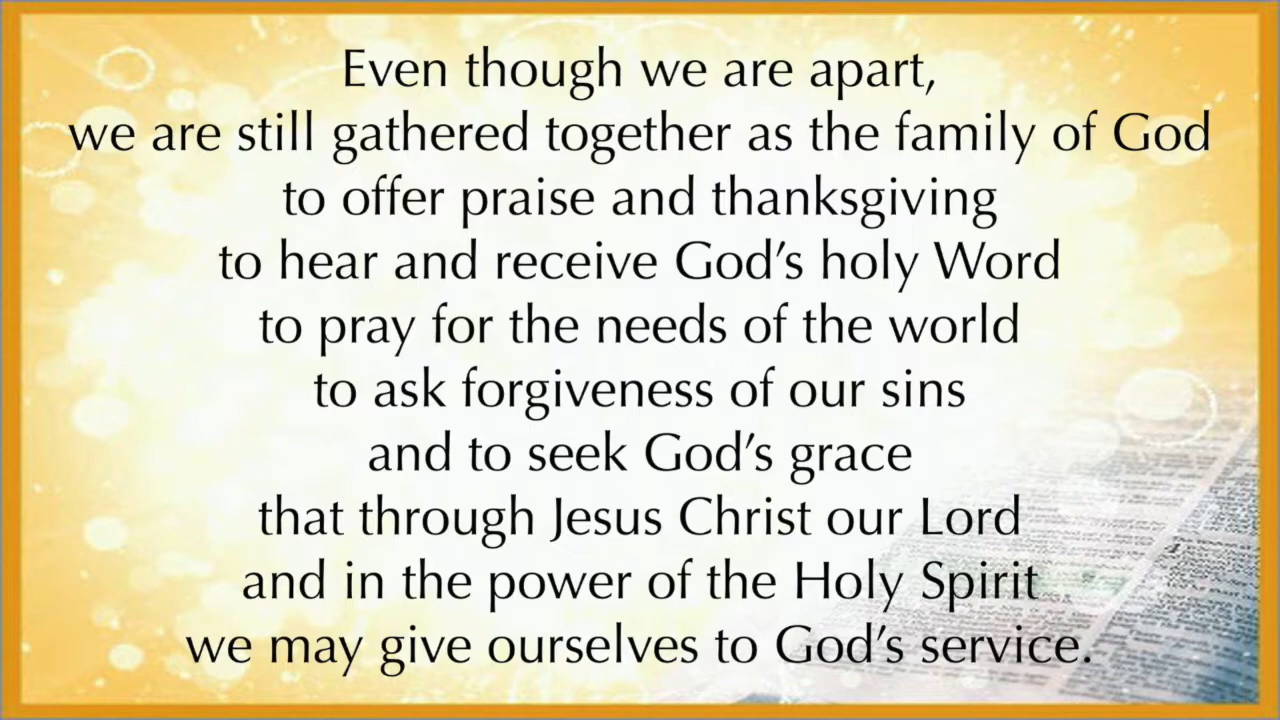 Even though we are apart,
we are still gathered together as the family of God
to offer praise and thanksgiving
to hear and receive God’s holy Word
to pray for the needs of the world
to ask forgiveness of our sins
and to seek God’s grace
that through Jesus Christ our Lord
and in the power of the Holy Spirit
we may give ourselves to God’s service.